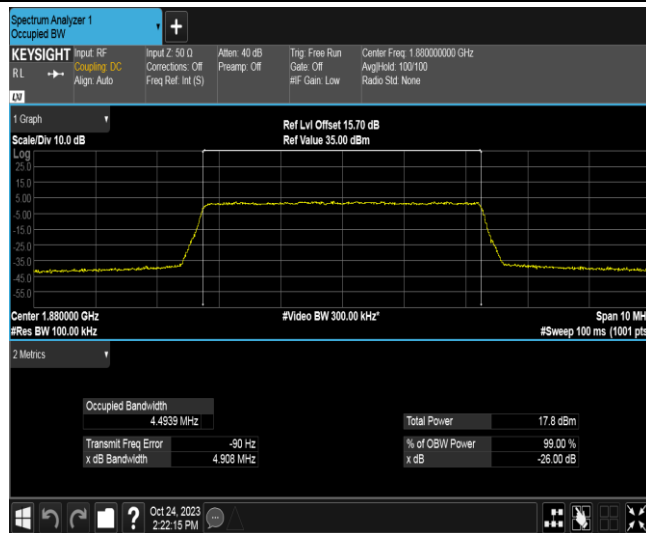 Spectrum Analyzer 1
Occupied BW
+
KEYSIGHT Input: RF Input Z: 50 Ω Atten: 40 dB Trig: Free Run Center Freq: 1.880000000 GHz
RL Coupling: DC Corrections: Off Preamp: Off Gate: Off Avg|Hold: 100/100
Align: Auto Freq Ref: Int (S) #IF Gain: Low Radio Std: None
1 Graph
Ref Lvl Offset 15.70 dB
Scale/Div 10.0 dB Ref Value 35.00 dBm
Log
25.0
15.0
5.00
-5.00
-15.0
-25.0
-35.0
-45.0
-55.0
Center 1.880000 GHz #Video BW 300.00 kHz* Span 10 MH
#Res BW 100.00 kHz #Sweep 100 ms (1001 pts
2 Metrics
Occupied Bandwidth
4.4939 MHz Total Power 17.8 dBm
Transmit Freq Error -90 Hz % of OBW Power 99.00 %
x dB Bandwidth 4.908 MHz x dB -26.00 dB
? Oct 24, 2023
2:22:15 PM